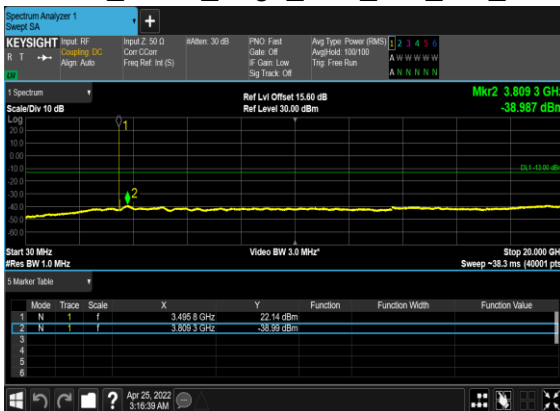 Spectrum Analyzer 1
Swept SA
+
KEYSIGHT Input: RF Input Z: 50 Ω #Atten: 30 dB PNO: Fast Avg Type: Power (RMS) 1 2 3 4 5 6
R T Coupling: DC Corr CCorr Gate: Off Avg|Hold: 100/100 A W W W W W
Align: Auto Freq Ref: Int (S) IF Gain: Low Trig: Free Run
LV Sig Track: Off A N N N N N
1 Spectrum Ref Lvl Offset 15.60 dB Mkr2 3.809 3 GHz
Scale/Div 10 dB Ref Level 30.00 dBm -38.987 dBm
Log
20.0
10.0
0.00
-10.0
-20.0
-30.0
-40.0
-50.0
-60.0
1
2
DL1 -13.00 dBm
Start 30 MHz Video BW 3.0 MHz* Stop 20.000 GHz
#Res BW 1.0 MHz Sweep ~38.3 ms (40001 pts)
5 Marker Table
Mode Trace Scale X Y Function Function Width Function Value
1 N 1 f 3.495 8 GHz 22.14 dBm
2 N 1 f 3.809 3 GHz -38.99 dBm
3
4
5
6
? Apr 25, 2022
3:16:39 AM